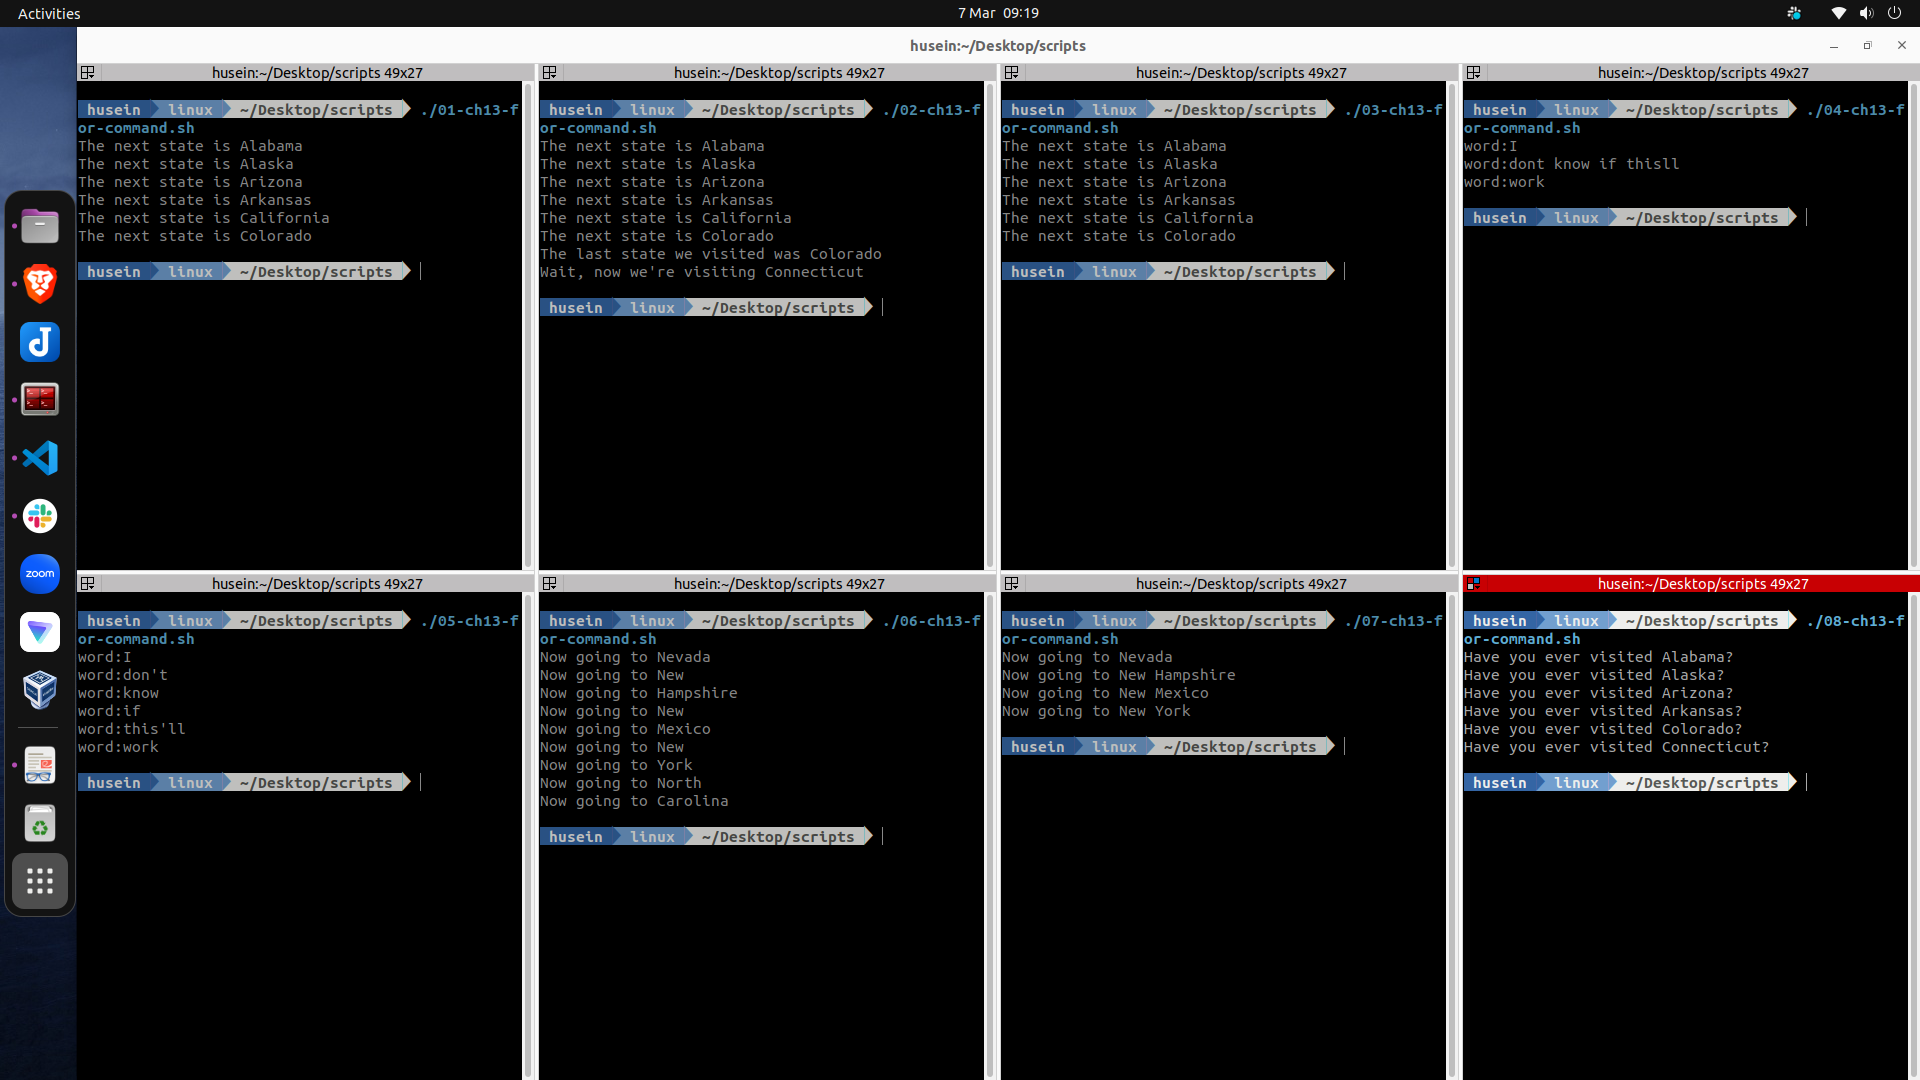 Activities
7 Mar 09:19
husein:~/Desktop/scripts
husein:~/Desktop/scripts 49x27
husein linux ~/Desktop/scripts ./01-ch13-f
or-command.sh
The next state is Alabama
The next state is Alaska
The next state is Arizona
The next state is Arkansas
The next state is California
The next state is Colorado
husein linux ~/Desktop/scripts
husein:~/Desktop/scripts 49x27
husein linux ~/Desktop/scripts ./02-ch13-f
or-command.sh
The next state is Alabama
The next state is Alaska
The next state is Arizona
The next state is Arkansas
The next state is California
The next state is Colorado
The last state we visited was Colorado
Wait, now we're visiting Connecticut
husein linux ~/Desktop/scripts
husein:~/Desktop/scripts 49x27
husein linux ~/Desktop/scripts ./03-ch13-f
or-command.sh
The next state is Alabama
The next state is Alaska
The next state is Arizona
The next state is Arkansas
The next state is California
The next state is Colorado
husein linux ~/Desktop/scripts
husein:~/Desktop/scripts 49x27
husein linux ~/Desktop/scripts ./04-ch13-f
or-command.sh
word:I
word:dont know if thisll
word:work
husein linux ~/Desktop/scripts
zoom
husein:~/Desktop/scripts 49x27
husein linux ~/Desktop/scripts ./05-ch13-f
or-command.sh
word:I
word:don't
word:know
word:if
word:this'll
word:work
husein linux ~/Desktop/scripts
husein:~/Desktop/scripts 49x27
husein linux ~/Desktop/scripts ./06-ch13-f
or-command.sh
Now going to Nevada
Now going to New
Now going to Hampshire
Now going to New
Now going to Mexico
Now going to New
Now going to York
Now going to North
Now going to Carolina
husein linux ~/Desktop/scripts
husein:~/Desktop/scripts 49x27
husein linux ~/Desktop/scripts ./07-ch13-f
or-command.sh
Now going to Nevada
Now going to New Hampshire
Now going to New Mexico
Now going to New York
husein linux ~/Desktop/scripts
husein:~/Desktop/scripts 49x27
husein linux ~/Desktop/scripts ./08-ch13-f
or-command.sh
Have you ever visited Alabama?
Have you ever visited Alaska?
Have you ever visited Arizona?
Have you ever visited Arkansas?
Have you ever visited Colorado?
Have you ever visited Connecticut?
husein linux ~/Desktop/scripts